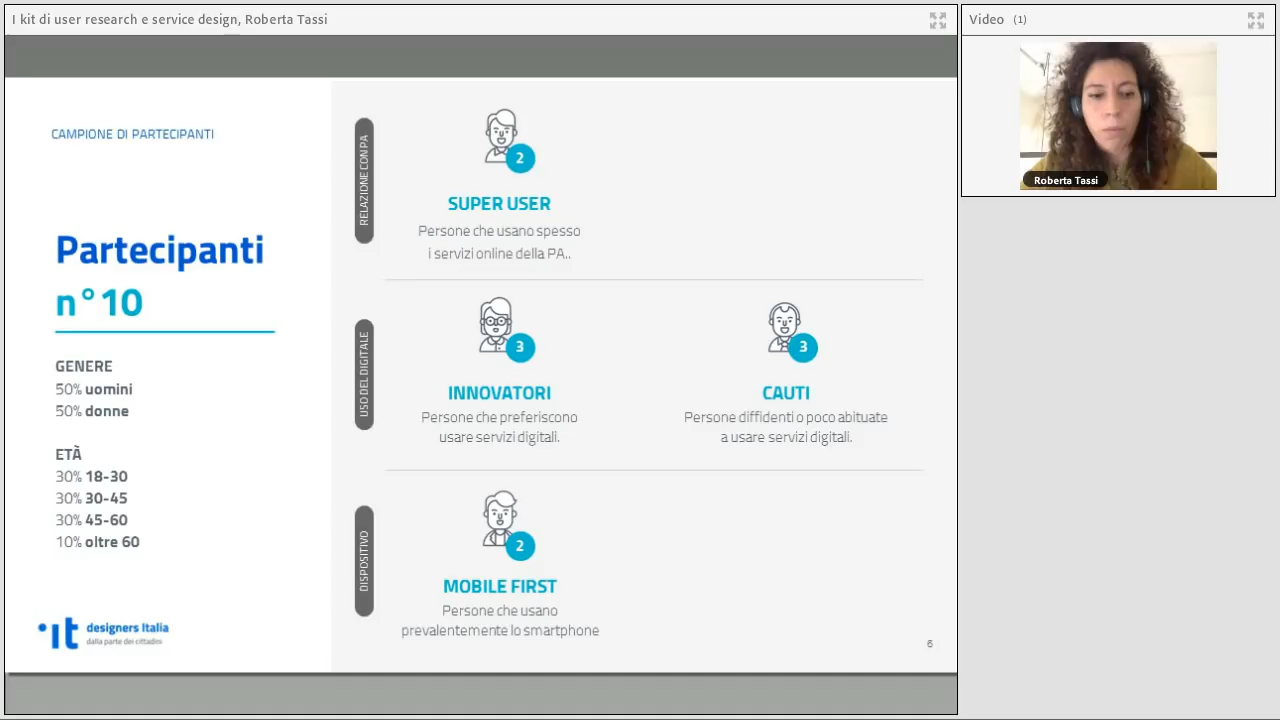 I kit di user research e service design, Roberta Tassi
Video (1)
Roberta Tassi
CAMPIONE DI PARTECIPANTI
Partecipanti
n°10
GENERE
50% uomini
50% donne
ETÀ
30% 18-30
30% 30-45
30% 45-60
10% oltre 60
designers Italia
dalla parte dei cittadini
RELAZIONE CON PA
2
SUPER USER
Persone che usano spesso
i servizi online della PA..
USO DEL DIGITALE
3
INNOVATORI
Persone che preferiscono
usare servizi digitali.
3
CAUTI
Persone diffidenti o poco abituate
a usare servizi digitali.
DISPOSITIVO
2
MOBILE FIRST
Persone che usano
prevalentemente lo smartphone
6